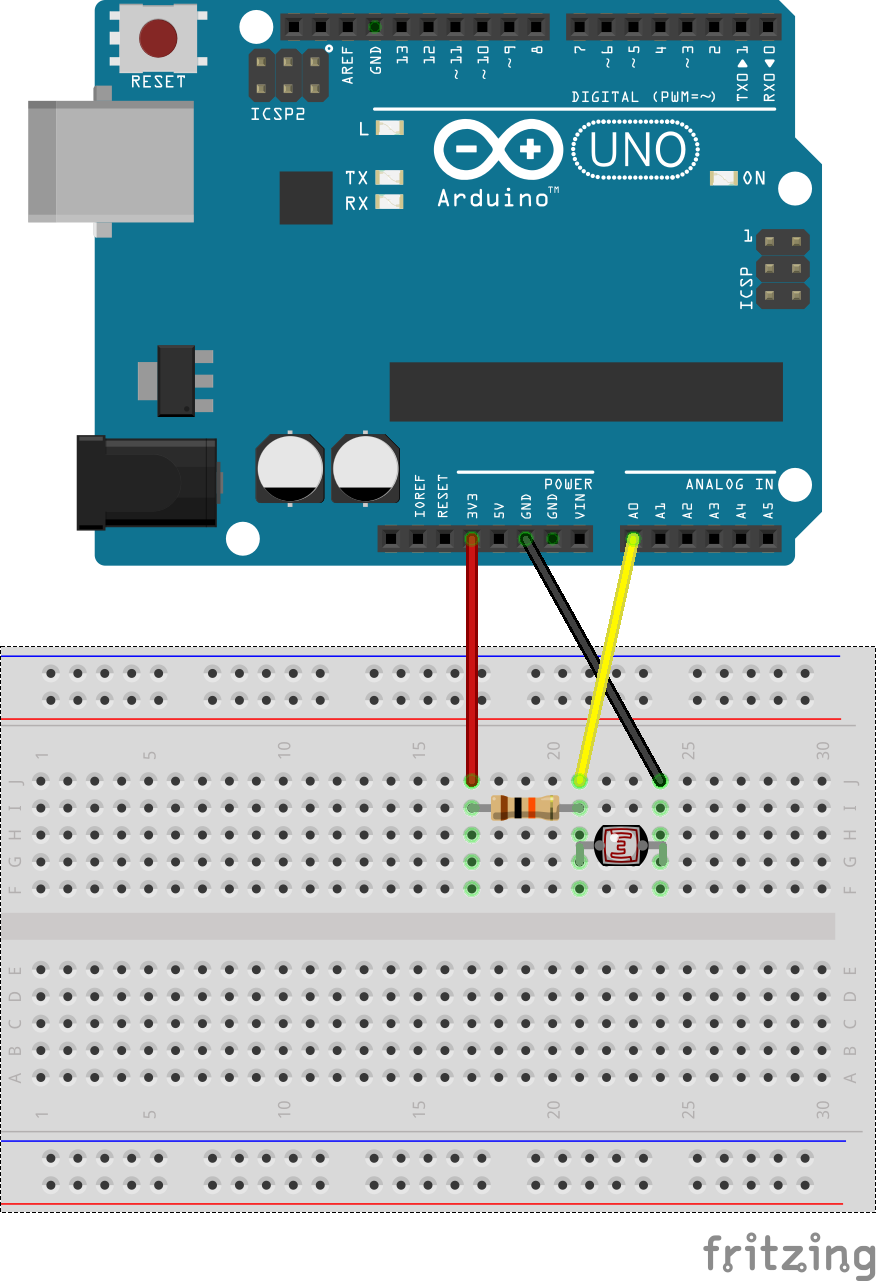 RESET
ICSP2
AREF
GND
13
12
~11
~10
~9
8
7
~6
~5
4
~3
2
TX0▶1
RX0◀0
DIGITAL (PWM=~)
L
TX
RX
Arduino™
UNO
ON
1
ICSP
IOREF
RESET
3V3
5V
GND
GND
VIN
POWER
ANALOG IN
A0
A1
A2
A3
A4
A5
1 5 10 15 20 25 30
J J
I I
H H
G G
F F
E E
D D
C C
B B
A A
1 5 10 15 20 25 30
fritzing